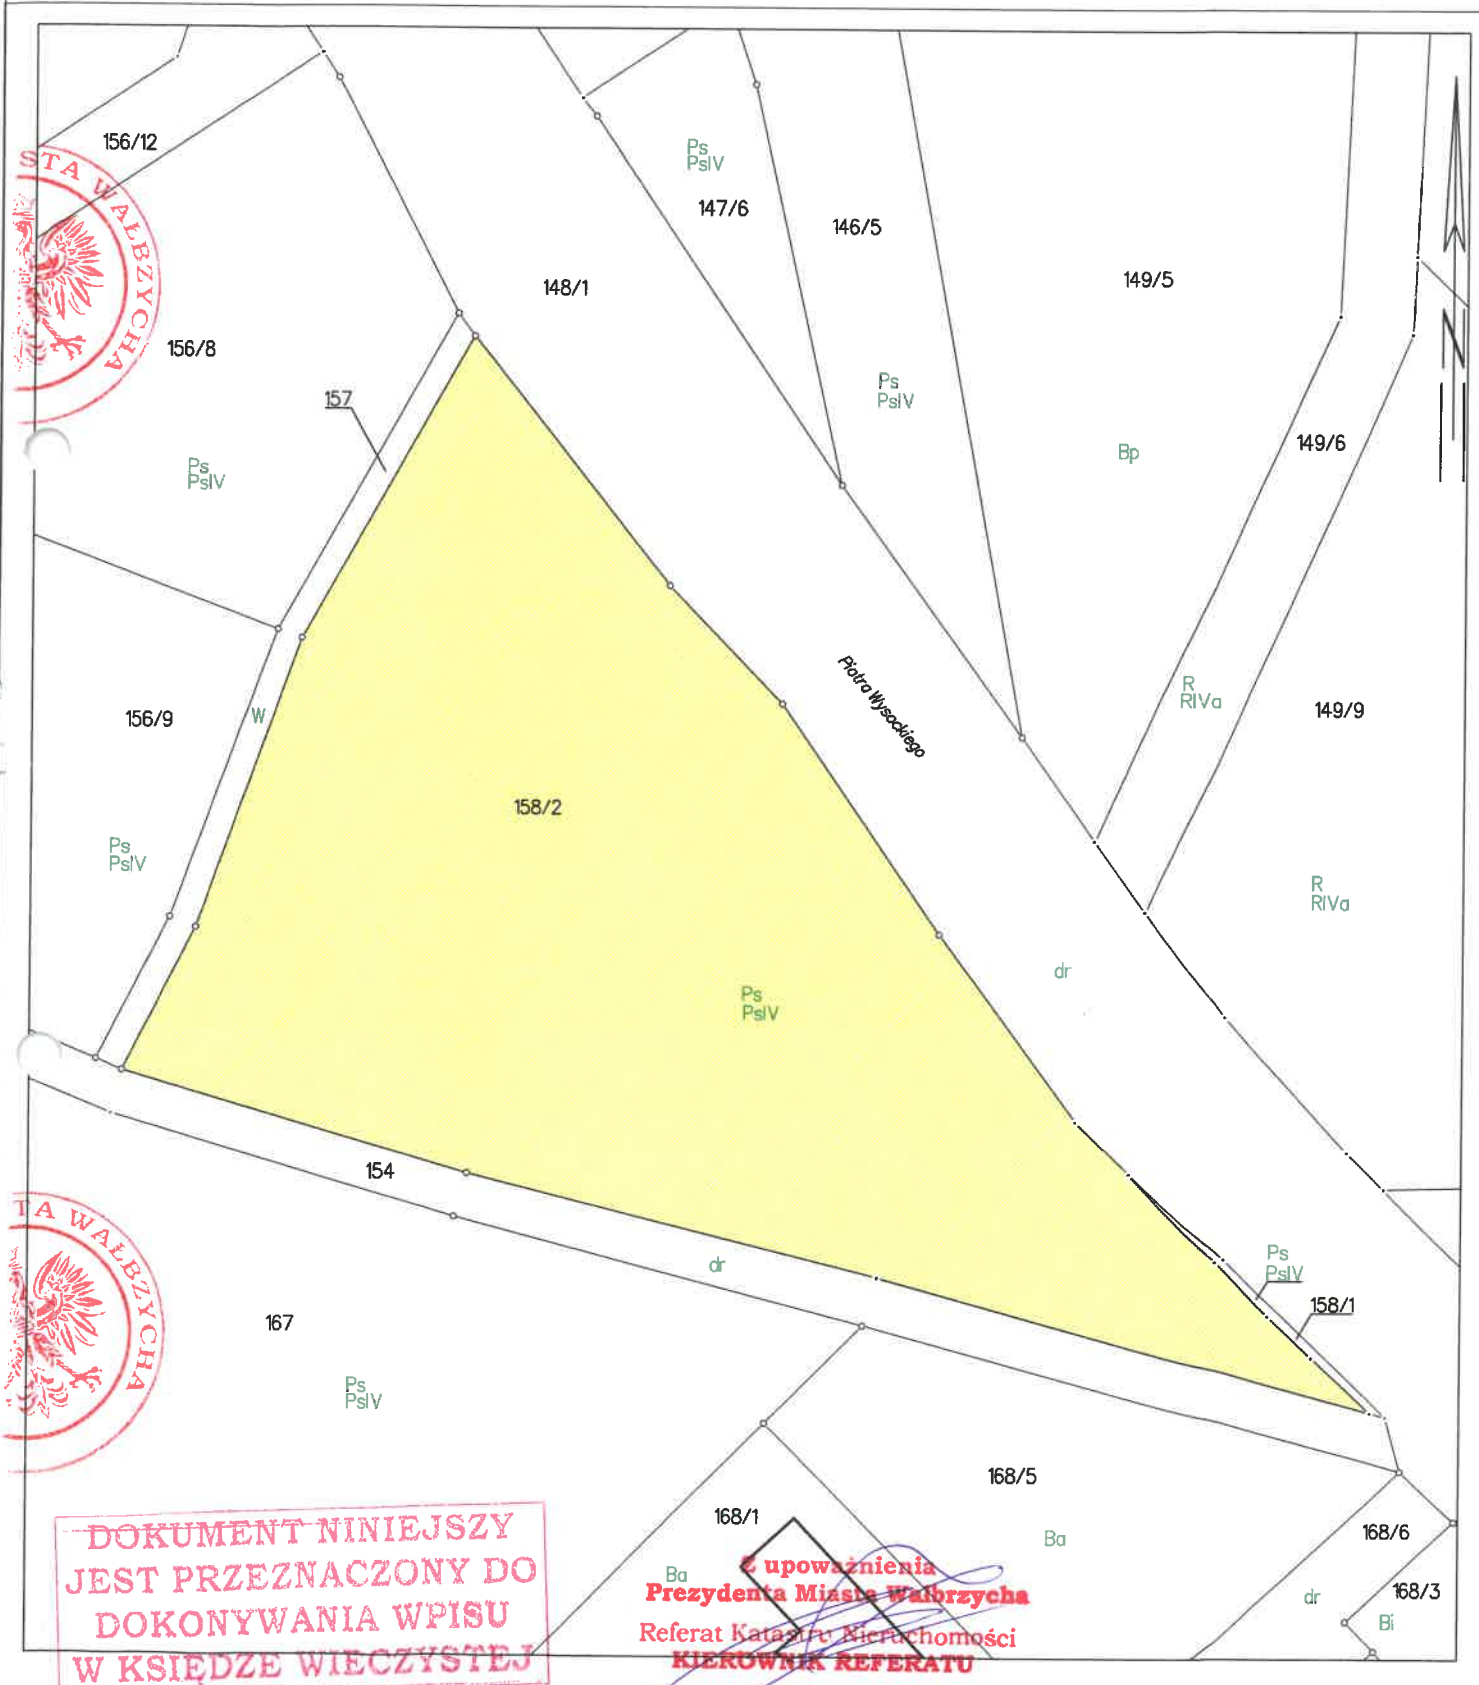 156/12
STA WAŁBZYCHA
Ps
PsIV
147/6
146/5
148/1
149/5
156/8
157
Ps
PsIV
N
149/6
Bp
Ps
PsIV
Piotra Wysockiego
R
RIVa
149/9
156/9
W
158/2
Ps
PsIV
R
RIVa
dr
Ps
PsIV
154
TA WAŁBZYCHA
dr
Ps
PsIV
158/1
167
Ps
PsIV
168/5
168/1
168/6
Ba
Ba
dr
168/3
Bi
DOKUMENT NINIEJSZY
JEST PRZEZNACZONY DO
DOKONYWANIA WPISU
W KSIĘDZE WIECZYSTEJ
Z upoważnienia
Prezydenta Miasta Wałbrzycha
Referat Katastru Nieruchomości
KIEROWNIK REFERATU